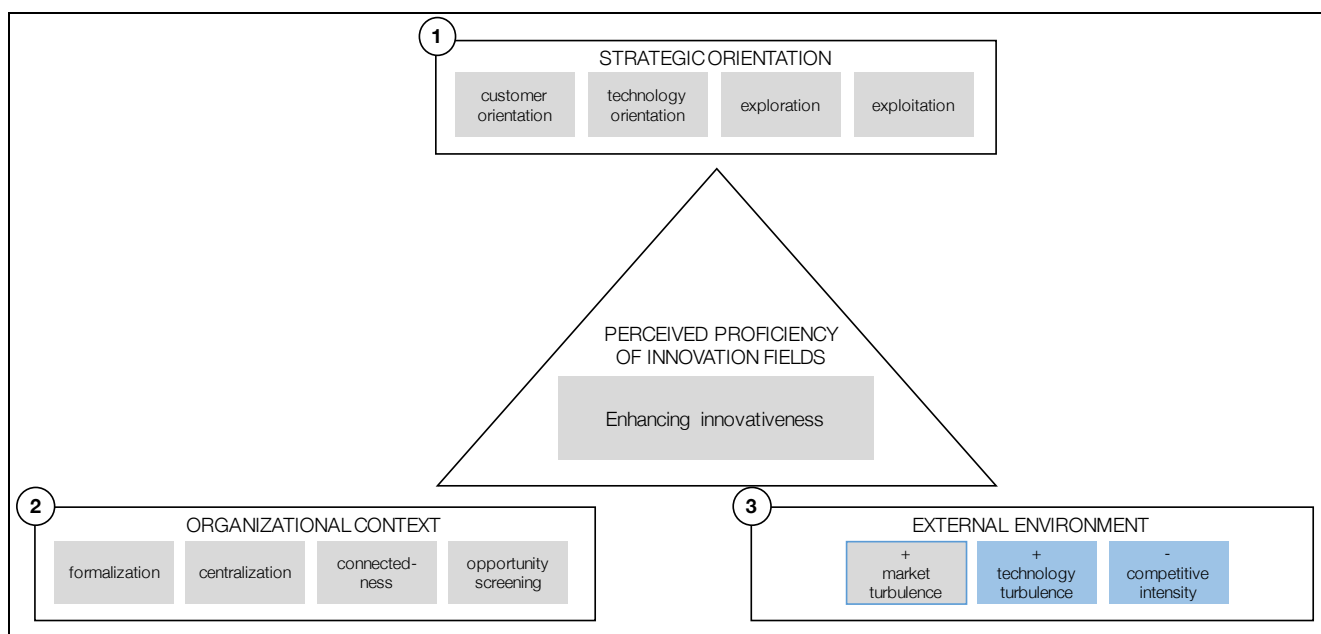 1
STRATEGIC ORIENTATION
customer
orientation
technology
orientation
exploration
exploitation
PERCEIVED PROFICIENCY
OF INNOVATION FIELDS
Enhancing innovativeness
2
ORGANIZATIONAL CONTEXT
formalization
centralization
connected-
ness
opportunity
screening
3
EXTERNAL ENVIRONMENT
+
market
turbulence
+
technology
turbulence
-
competitive
intensity